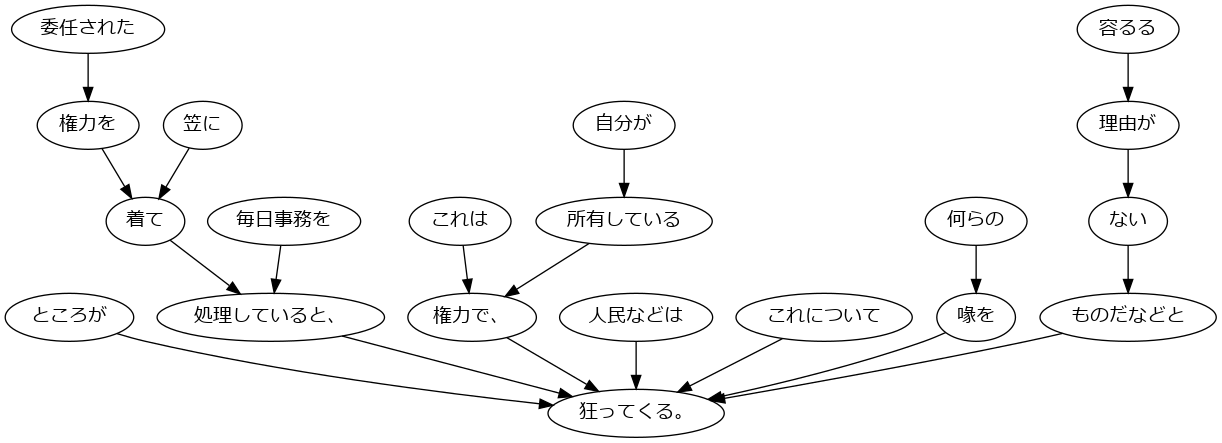 委任された
容るる
権力を
笠に
自分が
理由が
着て
毎日事務を
これは
所有している
何らの
ない
ところが
処理していると、
権力で、
人民などは
これについて
喙を
ものだなどと
狂ってくる。